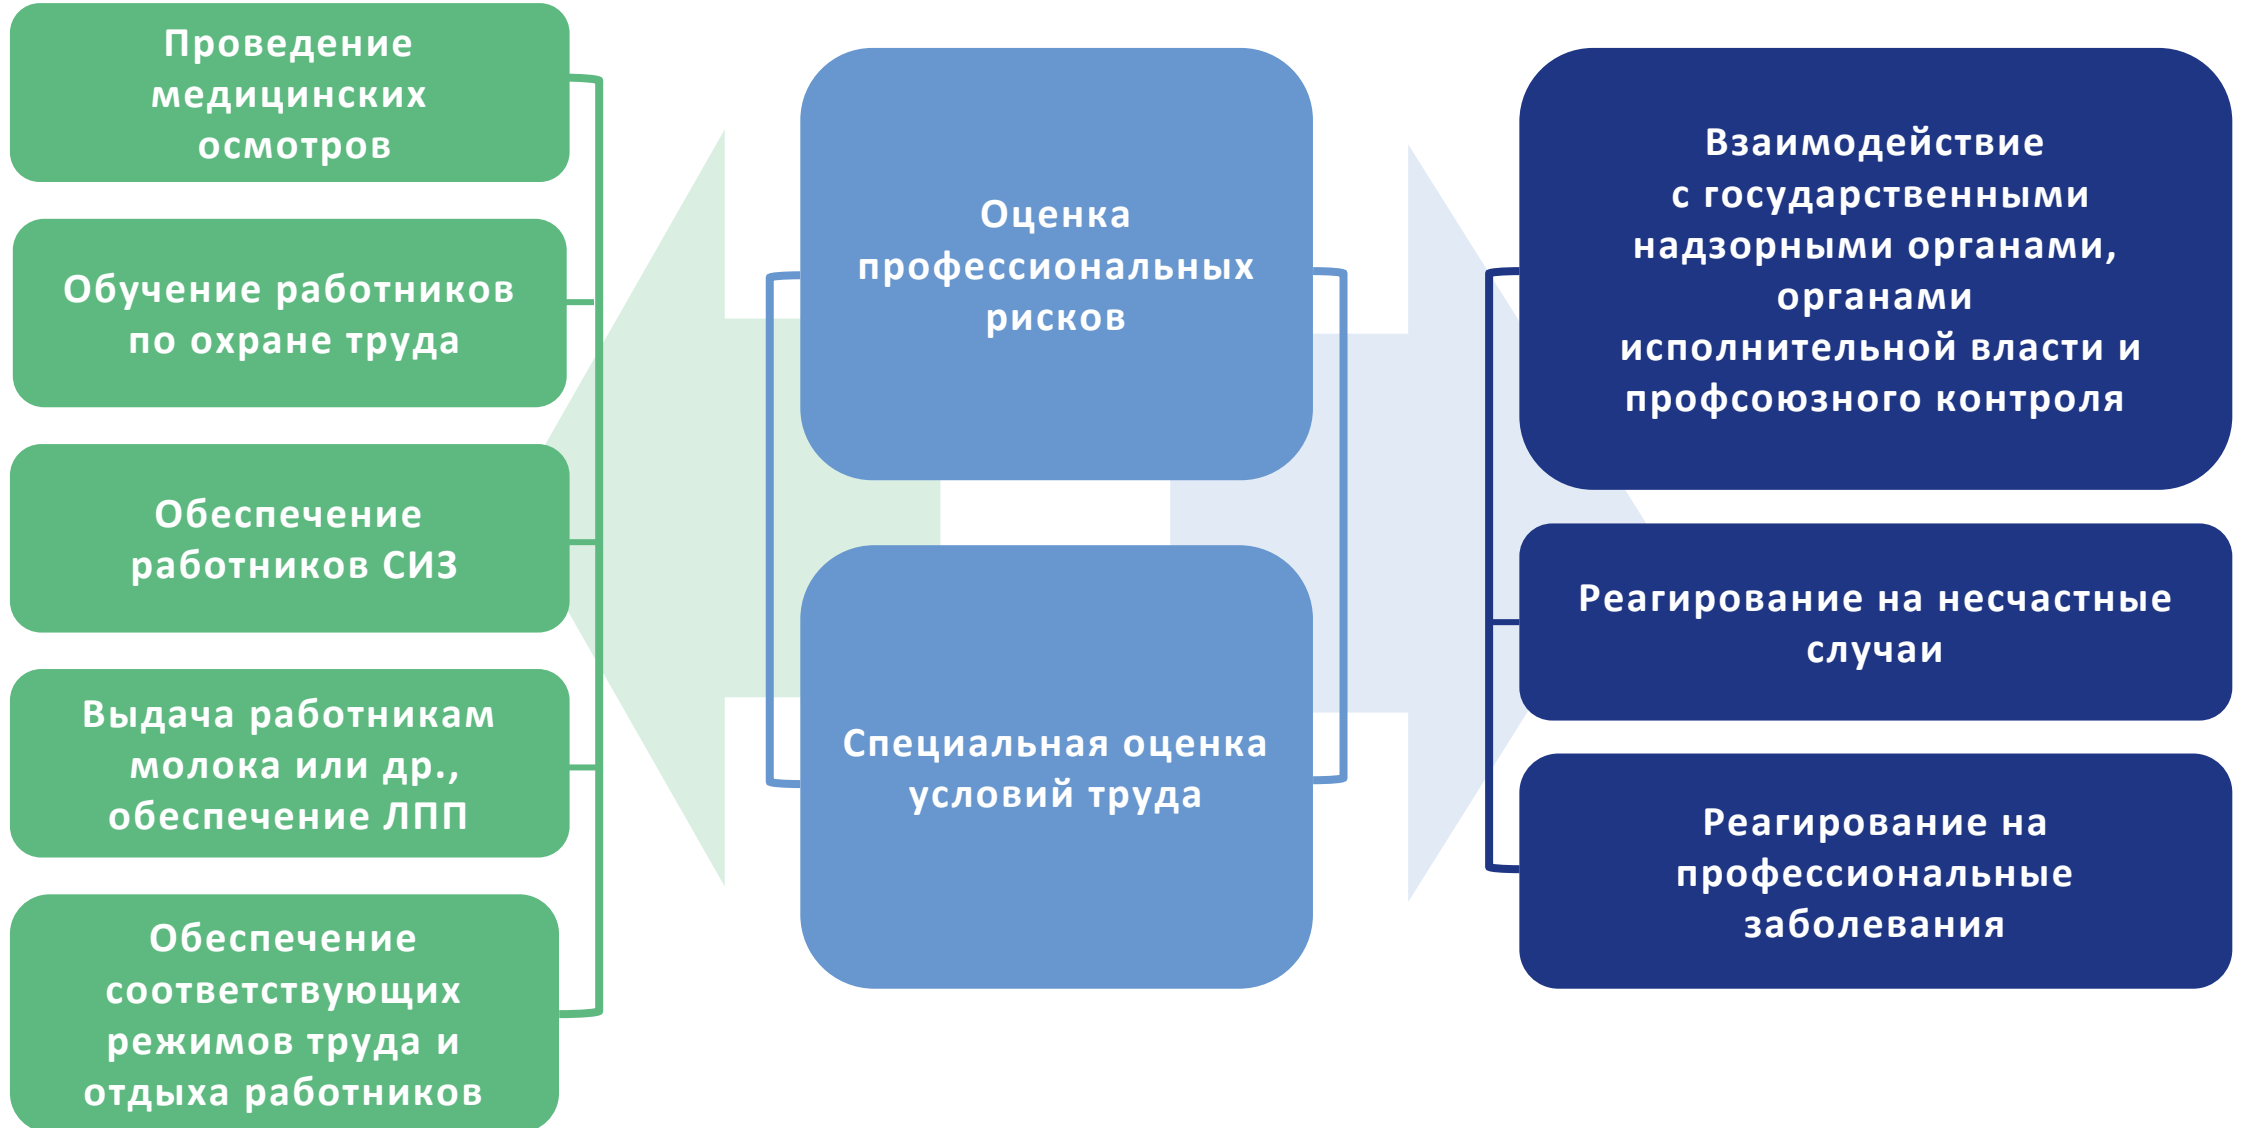 Проведение
медицинских
осмотров
Обучение работников
по охране труда
Обеспечение
работников СИЗ
Выдача работникам
молока или др.,
обеспечение ЛПП
Обеспечение
соответствующих
режимов труда и
отдыха работников
Оценка
профессиональных
рисков
Специальная оценка
условий труда
Взаимодействие
с государственными
надзорными органами,
органами
исполнительной власти и
профсоюзного контроля
Реагирование на несчастные
случаи
Реагирование на
профессиональные
заболевания